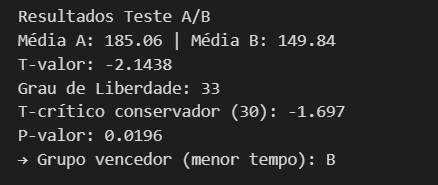 Resultados Teste A/B
Média A: 185.06 | Média B: 149.84
T-valor: -2.1438
Grau de Liberdade: 33
T-crítico conservador (30): -1.697
P-valor: 0.0196
→ Grupo vencedor (menor tempo): B